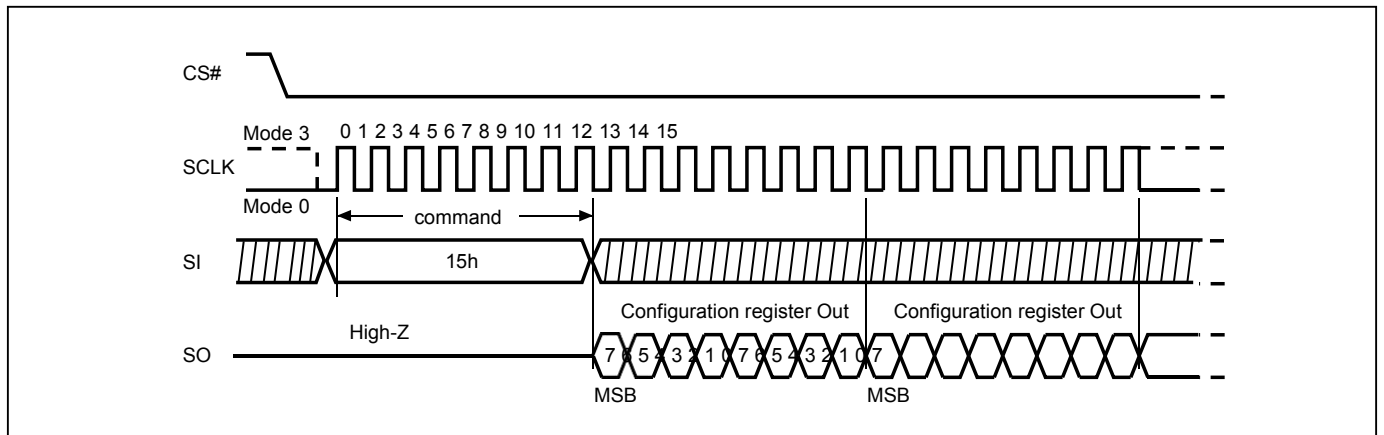 CS#
Mode 3
0 1 2 3 4 5 6 7 8 9 10 11 12 13 14 15
SCLK
Mode 0
command
SI
15h
Configuration register Out
Configuration register Out
High-Z
SO
7 6 5 4 3 2 1 0 7 6 5 4 3 2 1 0 7
MSB
MSB